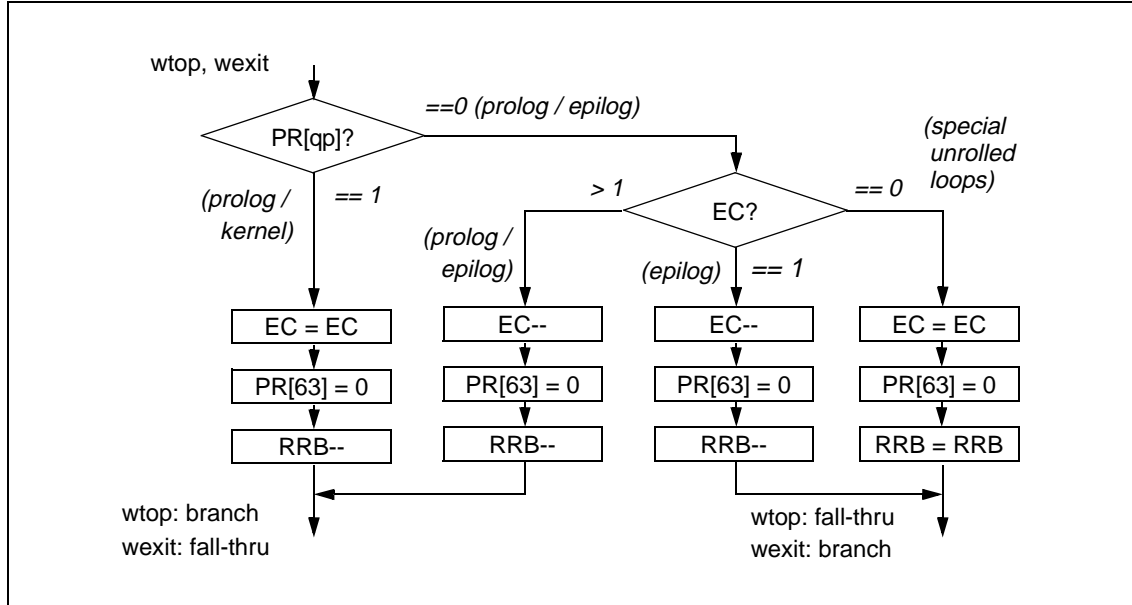 wtop, wexit
==0 (prolog / epilog)
PR[qp]?
(special
unrolled
loops)
(prolog /
kernel)
== 1
> 1
EC?
== 0
(prolog /
epilog)
(epilog)
== 1
EC = EC
EC--
EC--
EC = EC
PR[63] = 0
PR[63] = 0
PR[63] = 0
PR[63] = 0
RRB--
RRB--
RRB--
RRB = RRB
wtop: branch
wexit: fall-thru
wtop: fall-thru
wexit: branch